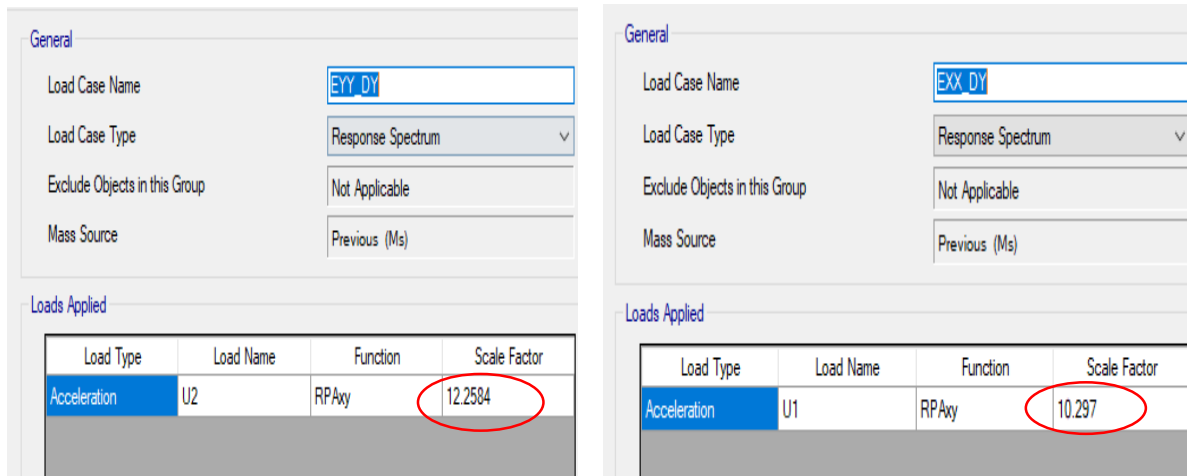 General
Load Case Name EYY_DY
Load Case Type Response Spectrum
Exclude Objects in this Group Not Applicable
Mass Source Previous (Ms)
Loads Applied
Load Type Load Name Function Scale Factor
Acceleration U2 RPAxy 12.2584
General
Load Case Name EXX_DY
Load Case Type Response Spectrum
Exclude Objects in this Group Not Applicable
Mass Source Previous (Ms)
Loads Applied
Load Type Load Name Function Scale Factor
Acceleration U1 RPAxy 10.297